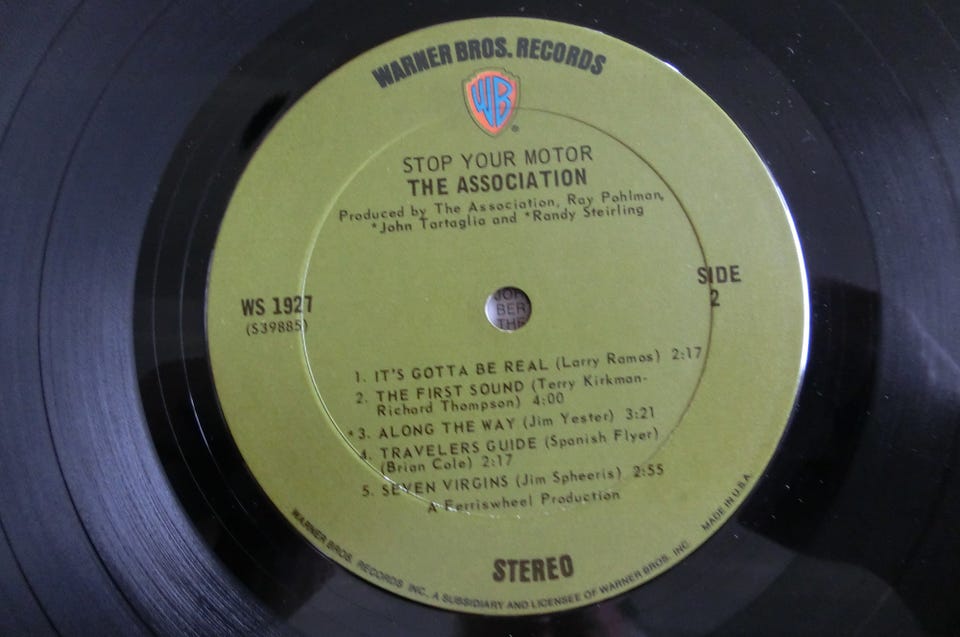 WARNER BROS. RECORDS
WB
®
STOP YOUR MOTOR
THE ASSOCIATION
Produced by The Association, Ray Pohlman,
*John Tartaglia and *Randy Steirling
WS 1927
(S39885)
SIDE
2
JOH
BER
THE
1. IT'S GOTTA BE REAL (Larry Ramos) 2:17
2. THE FIRST SOUND (Terry Kirkman-
Richard Thompson) 4:00
*3. ALONG THE WAY (Jim Yester) 3:21
4. TRAVELERS GUIDE (Spanish Flyer)
(Brian Cole) 2:17
5. SEVEN VIRGINS (Jim Spheeris) 2:55
A Ferriswheel Production
STEREO
WARNER BROS. RECORDS INC., A SUBSIDIARY AND LICENSEE OF WARNER BROS. INC. MADE IN U.S.A.